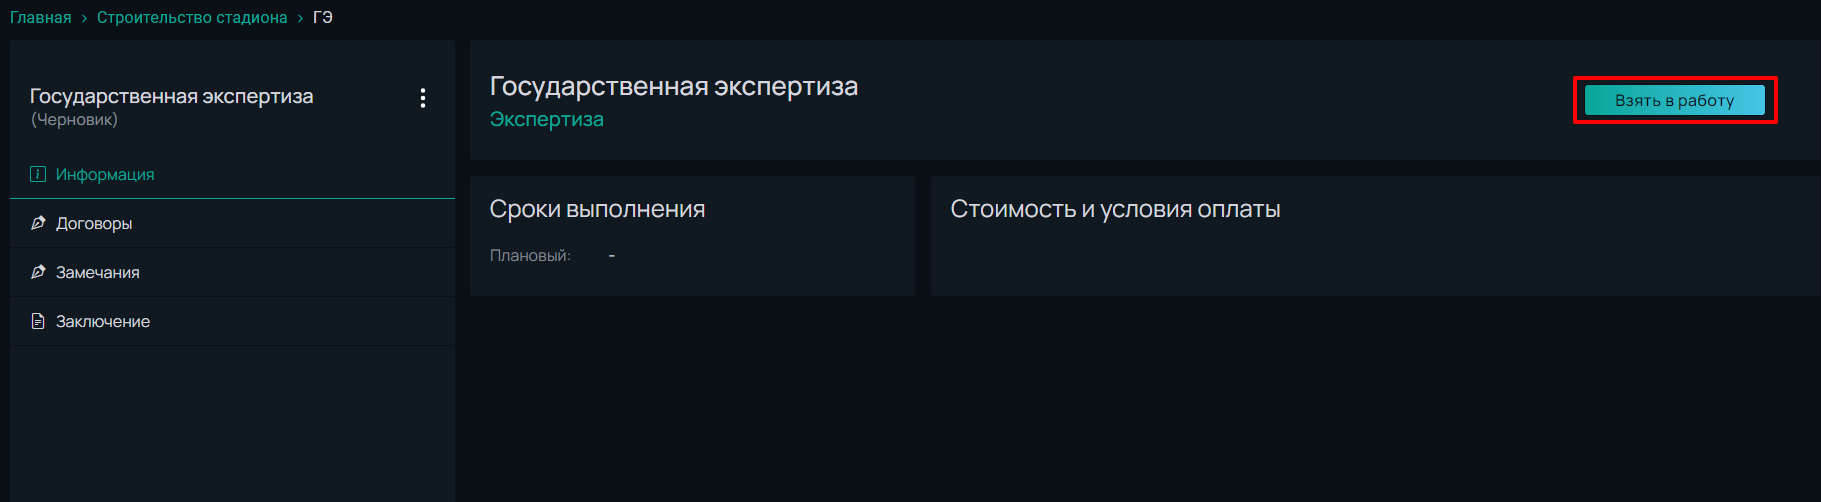 Главная > Строительство стадиона > ГЭ
Государственная экспертиза
(Черновик)
Информация
Договоры
Замечания
Заключение
Государственная экспертиза
Экспертиза
Взять в работу
Сроки выполнения
Плановый: -
Стоимость и условия оплаты